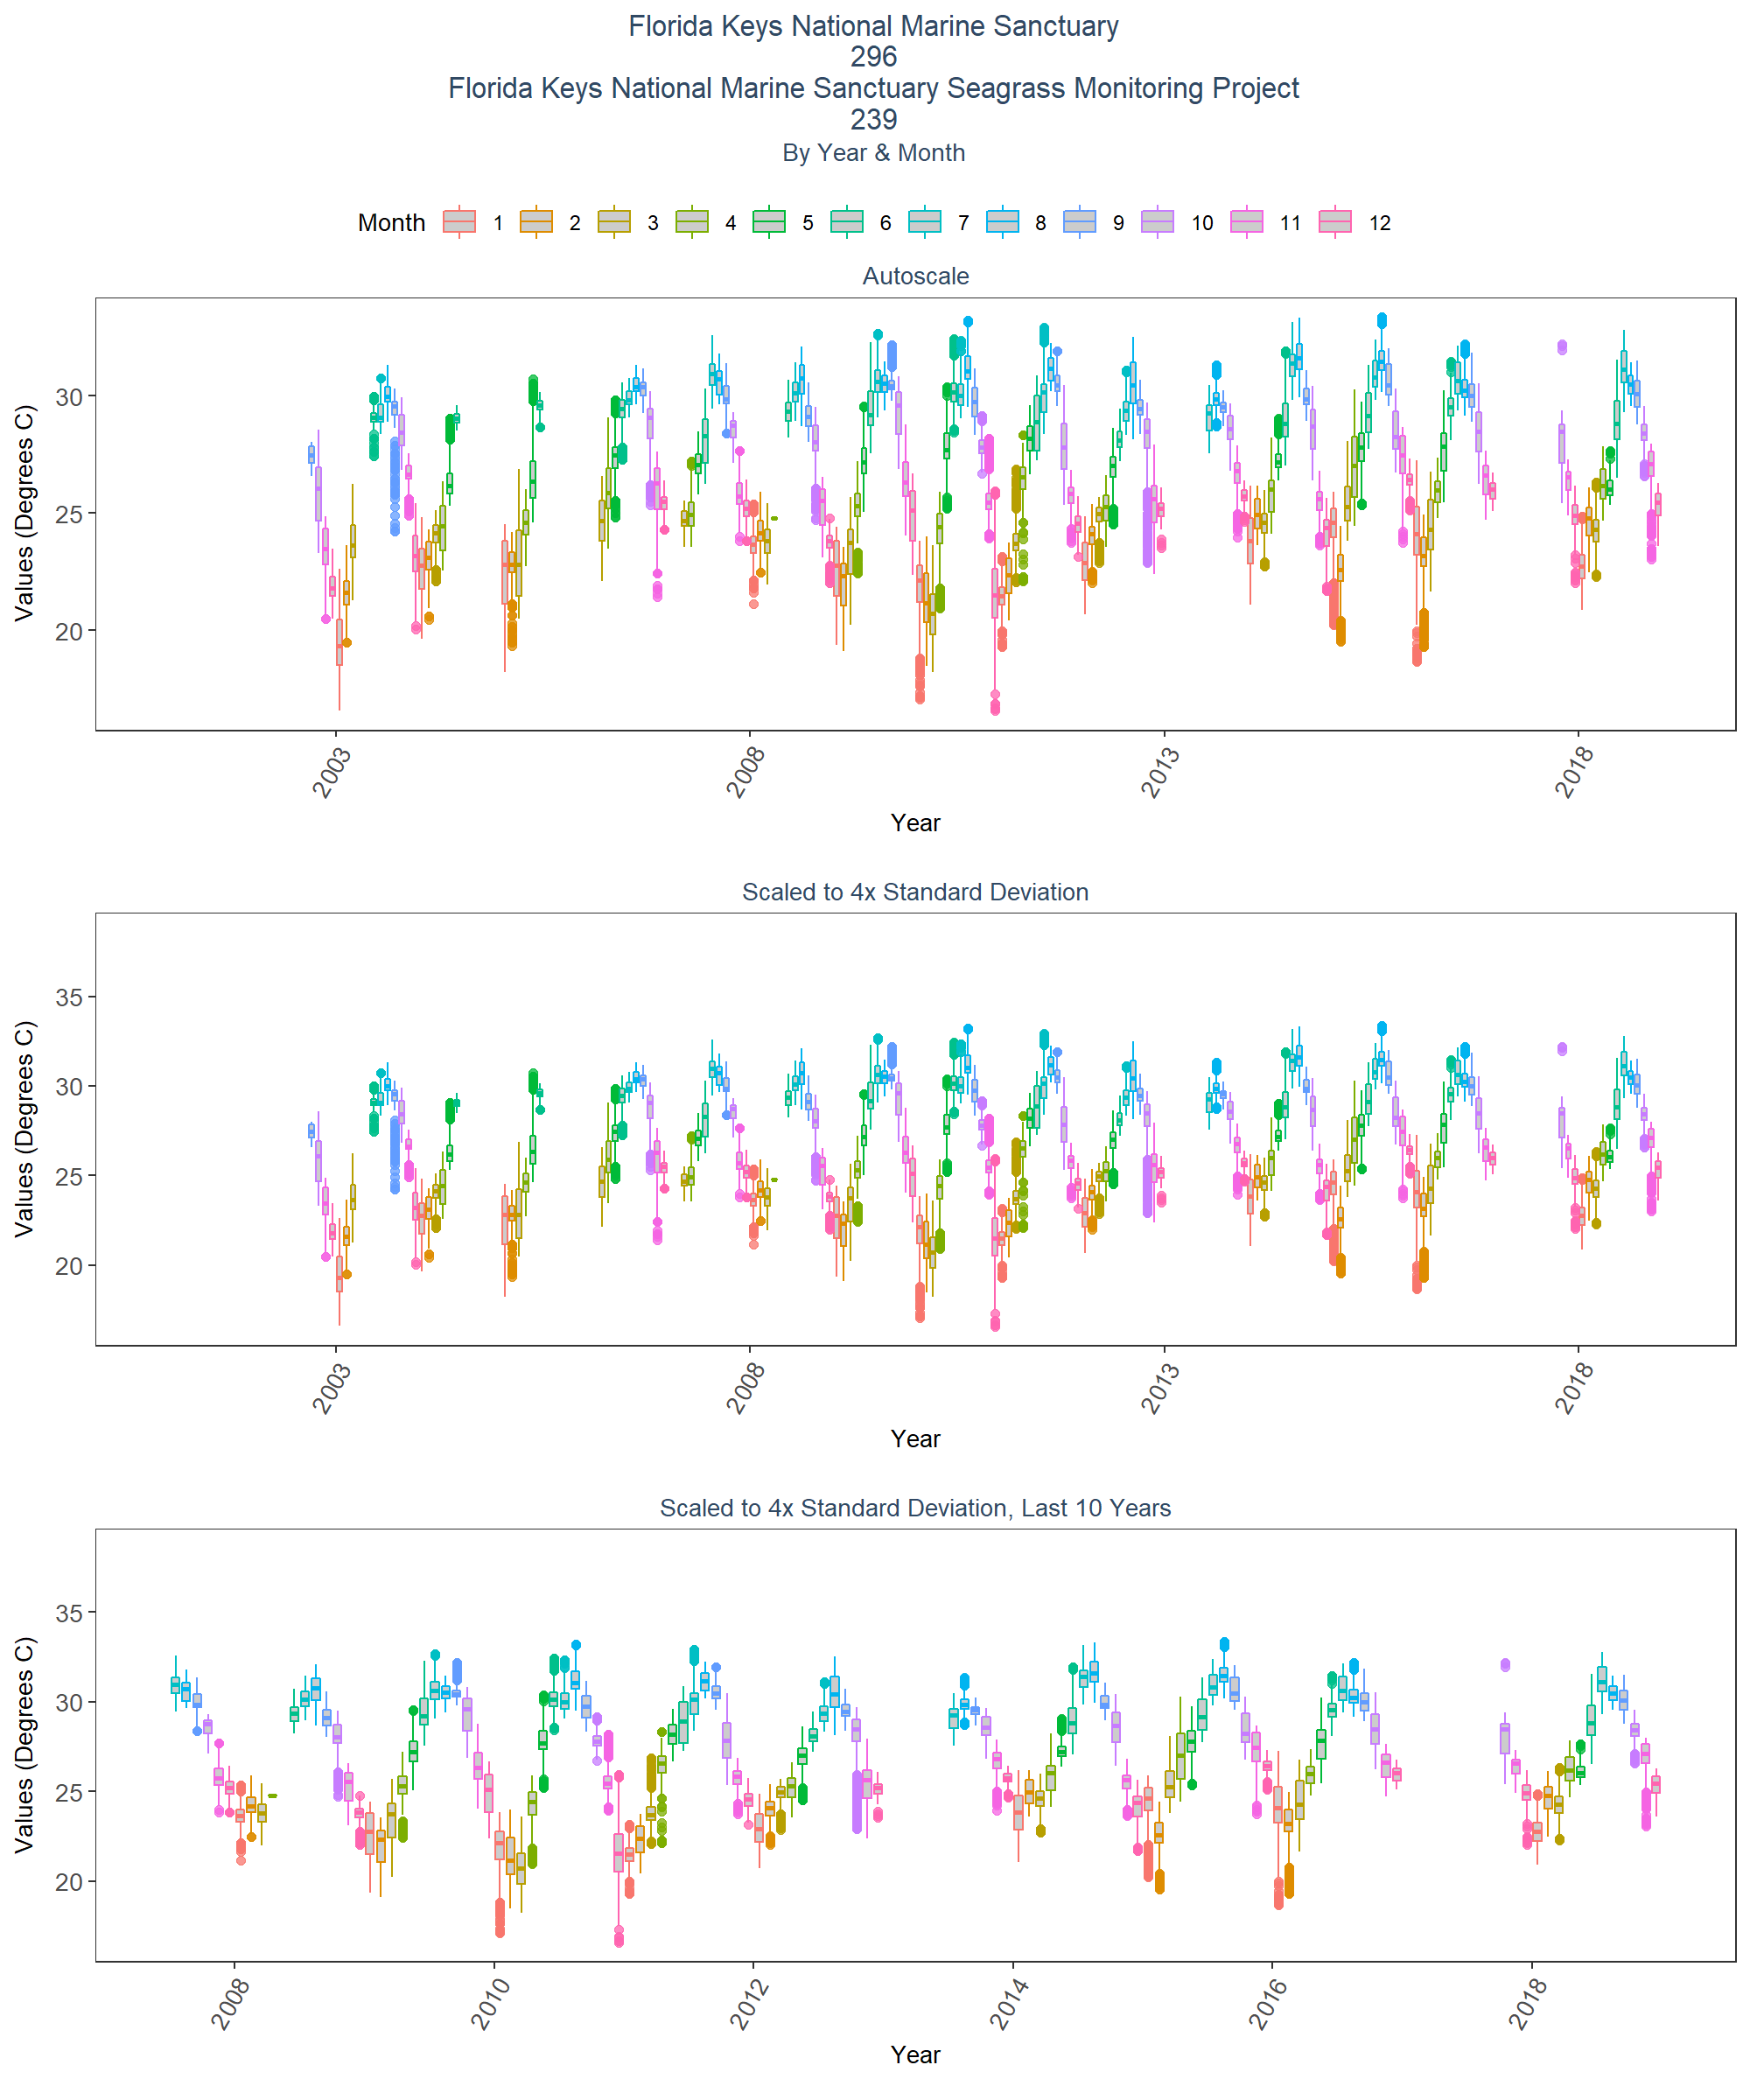 Florida Keys National Marine Sanctuary
296
Florida Keys National Marine Sanctuary Seagrass Monitoring Project
239
By Year & Month
Month 1 2 3 4 5 6 7 8 9 10 11 12
Autoscale
Values (Degrees C)
30
25
20
2003 2008 2013 2018
Year
Scaled to 4x Standard Deviation
Values (Degrees C)
35
30
25
20
2003 2008 2013 2018
Year
Scaled to 4x Standard Deviation, Last 10 Years
Values (Degrees C)
35
30
25
20
2008 2010 2012 2014 2016 2018
Year